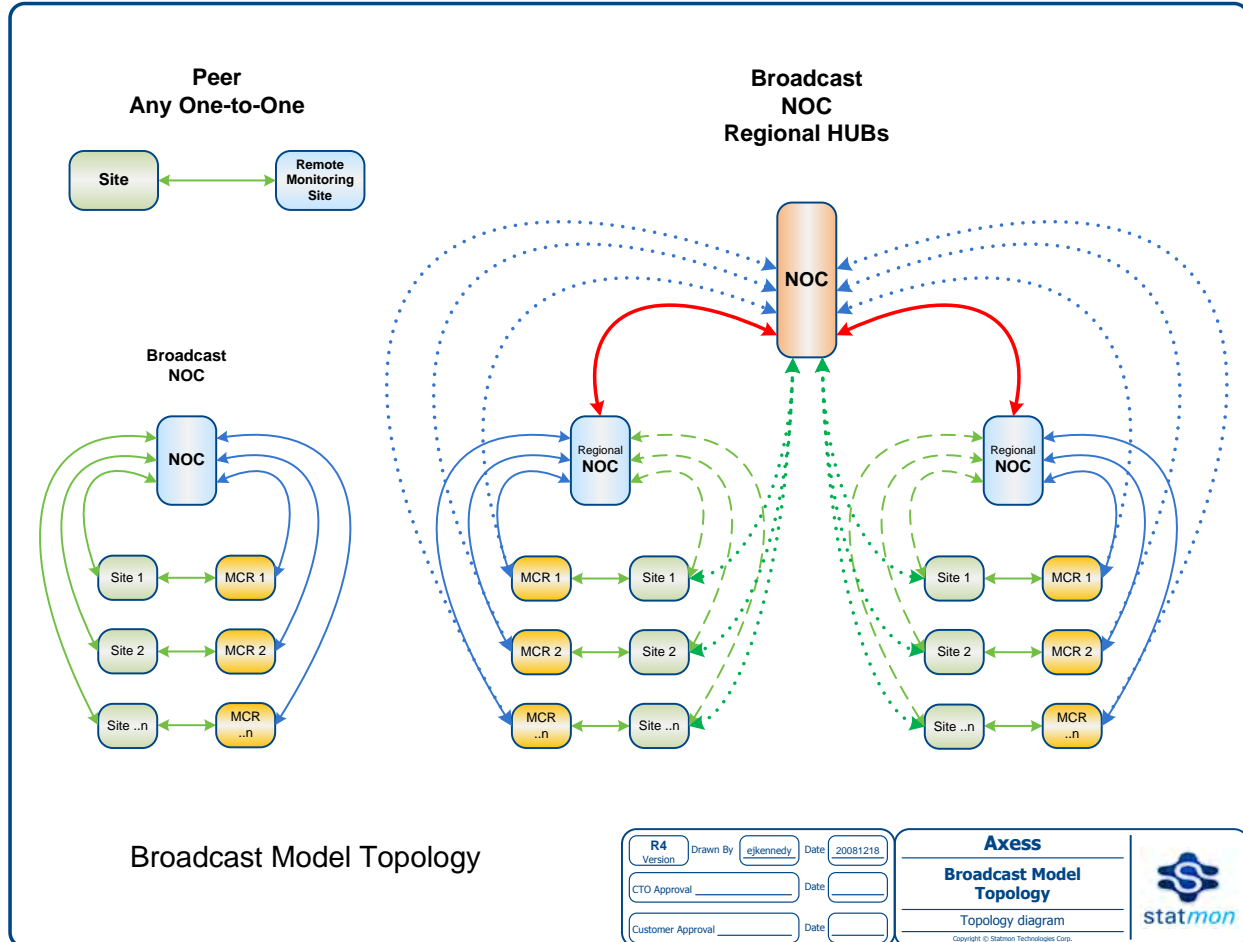 Peer
Any One-to-One
Site
Remote
Monitoring
Site
Broadcast
NOC
Regional HUBs
NOC
Broadcast
NOC
NOC
Site 1
MCR 1
Site 2
MCR 2
Site ..n
MCR
..n
Regional
NOC
MCR 1
Site 1
MCR 2
Site 2
MCR
..n
Site ..n
Regional
NOC
Site 1
MCR 1
Site 2
MCR 2
Site ..n
MCR
..n
Broadcast Model Topology
R4
Version
Drawn By
ejkennedy
Date
20081218
CTO Approval
Date
Customer Approval
Date
Axess
Broadcast Model
Topology
Topology diagram
Copyright © Statmon Technologies Corp.
statmon